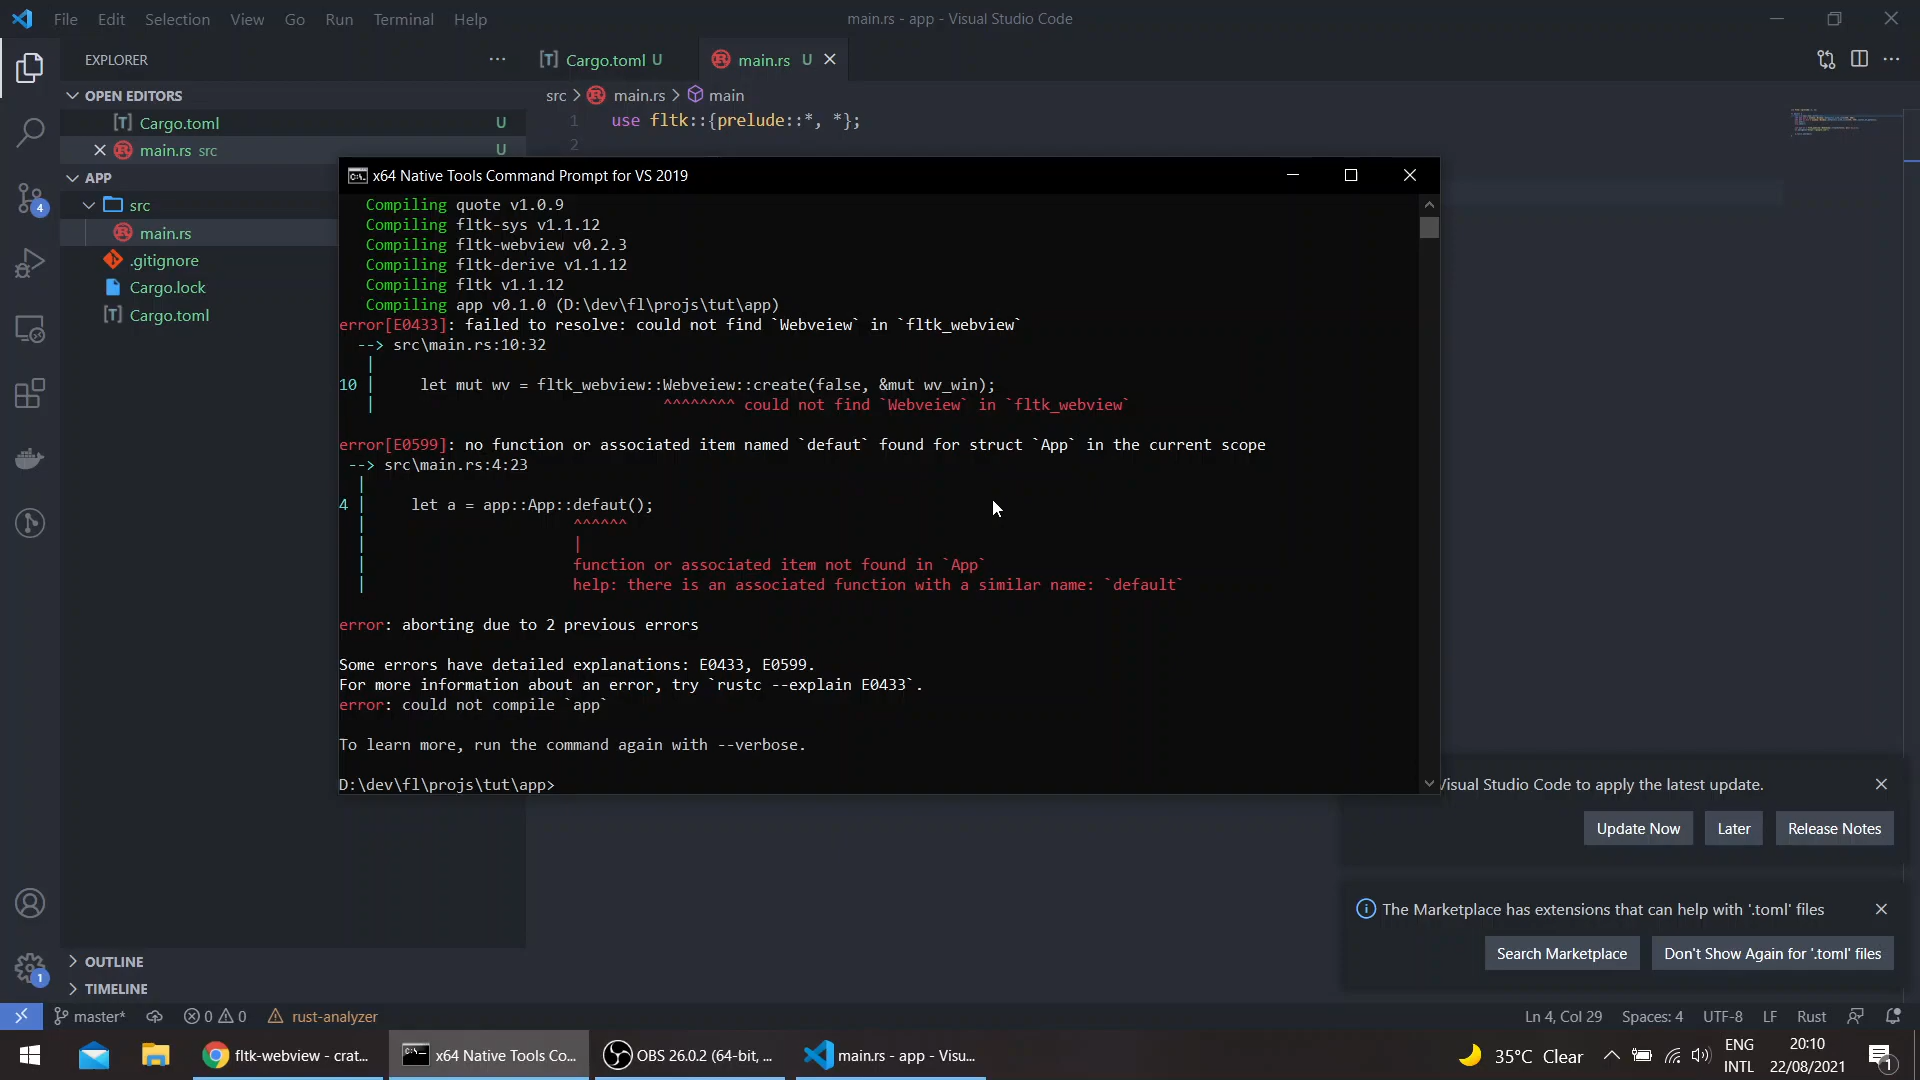 File Edit Selection View Go Run Terminal Help
main.rs - app - Visual Studio Code
EXPLORER
Cargo.toml U
main.rs U
OPEN EDITORS
src > main.rs > main
Cargo.toml U
1 use fltk::{prelude::*, *};
main.rs src U
2
APP
src
main.rs
.gitignore
Cargo.lock
Cargo.toml
x64 Native Tools Command Prompt for VS 2019
Compiling quote v1.0.9
Compiling fltk-sys v1.1.12
Compiling fltk-webview v0.2.3
Compiling fltk-derive v1.1.12
Compiling fltk v1.1.12
Compiling app v0.1.0 (D:\dev\fl\projs\tut\app)
error[E0433]: failed to resolve: could not find `Webveiew` in `fltk_webview`
--> src\main.rs:10:32
|
10 | let mut wv = fltk_webview::Webveiew::create(false, &mut wv_win);
| ^^^^^^^^ could not find `Webveiew` in `fltk_webview`
error[E0599]: no function or associated item named `defaut` found for struct `App` in the current scope
--> src\main.rs:4:23
|
4 | let a = app::App::defaut();
| ^^^^^^
| |
| function or associated item not found in `App`
| help: there is an associated function with a similar name: `default`
error: aborting due to 2 previous errors
Some errors have detailed explanations: E0433, E0599.
For more information about an error, try `rustc --explain E0433`.
error: could not compile `app`
To learn more, run the command again with --verbose.
D:\dev\fl\projs\tut\app>
Visual Studio Code to apply the latest update.
Update Now Later Release Notes
The Marketplace has extensions that can help with '.toml' files
Search Marketplace Don't Show Again for '.toml' files
OUTLINE
TIMELINE
4
1
master* 0 0 rust-analyzer
Ln 4, Col 29 Spaces: 4 UTF-8 LF Rust
fltk-webview - crat...
x64 Native Tools Co...
OBS 26.0.2 (64-bit, ...
main.rs - app - Visu...
35°C Clear
ENG
INTL
20:10
22/08/2021
1